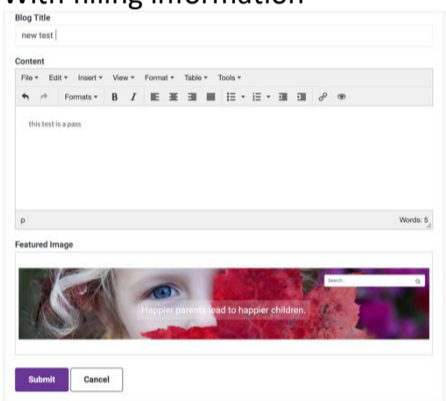 With filling information
Blog Title
new test
Content
File Edit Insert View Format Table Tools
Formats B I
this test is a pass
p Words: 5
Featured Image
Search...
Happier parents lead to happier children.
Submit Cancel